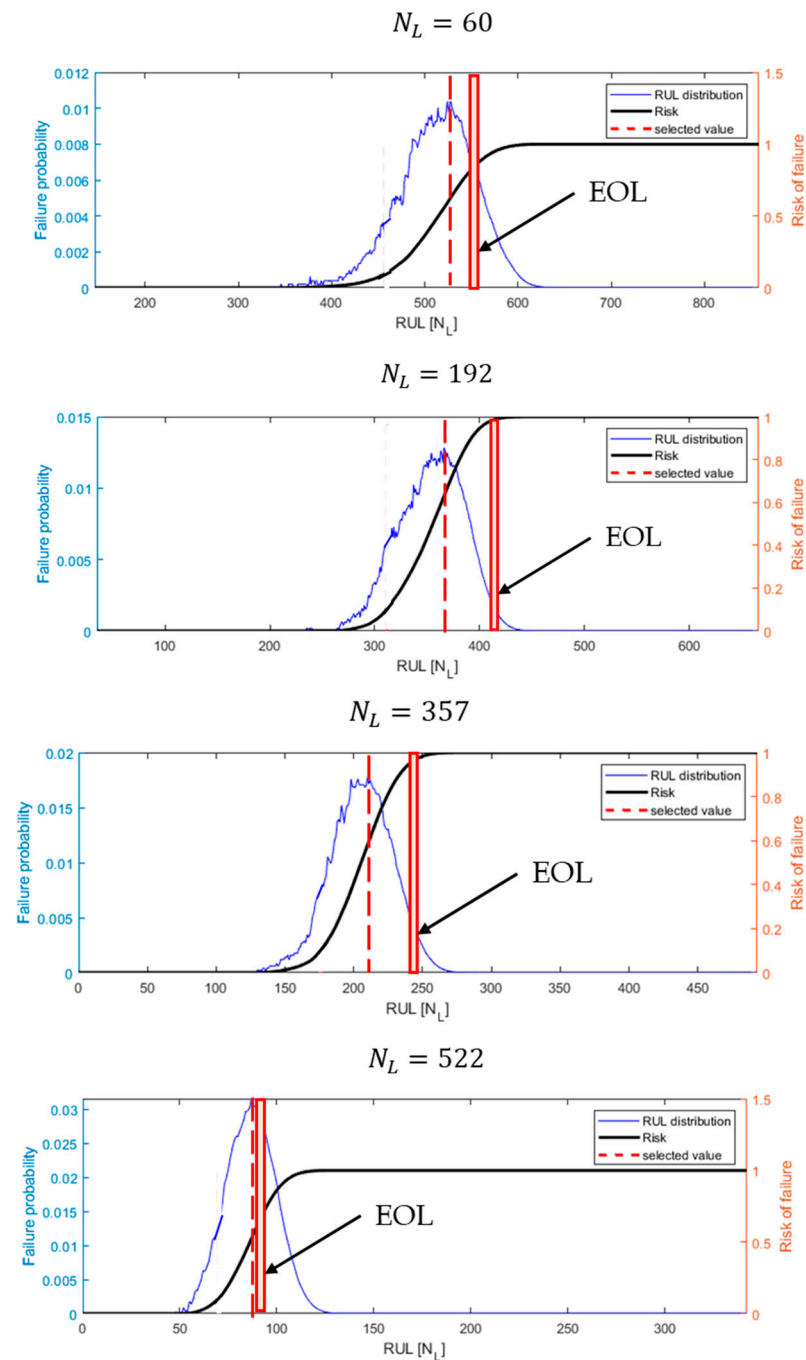 N_L = 60
0.012
0.01
0.008
0.006
0.004
0.002
0
Failure probability
RUL distribution
Risk
selected value
EOL
1.5
1
0.5
0
Risk of failure
200 300 400 500 600 700 800
RUL [N_L]
N_L = 192
0.015
0.01
0.005
0
Failure probability
RUL distribution
Risk
selected value
EOL
1
0.8
0.6
0.4
0.2
0
Risk of failure
100 200 300 400 500 600
RUL [N_L]
N_L = 357
0.02
0.015
0.01
0.005
0
Failure probability
RUL distribution
Risk
selected value
EOL
1
0.8
0.6
0.4
0.2
0
Risk of failure
0 50 100 150 200 250 300 350 400 450
RUL [N_L]
N_L = 522
0.03
0.025
0.02
0.015
0.01
0.005
0
Failure probability
RUL distribution
Risk
selected value
EOL
1.5
1
0.5
0
Risk of failure
0 50 100 150 200 250 300
RUL [N_L]